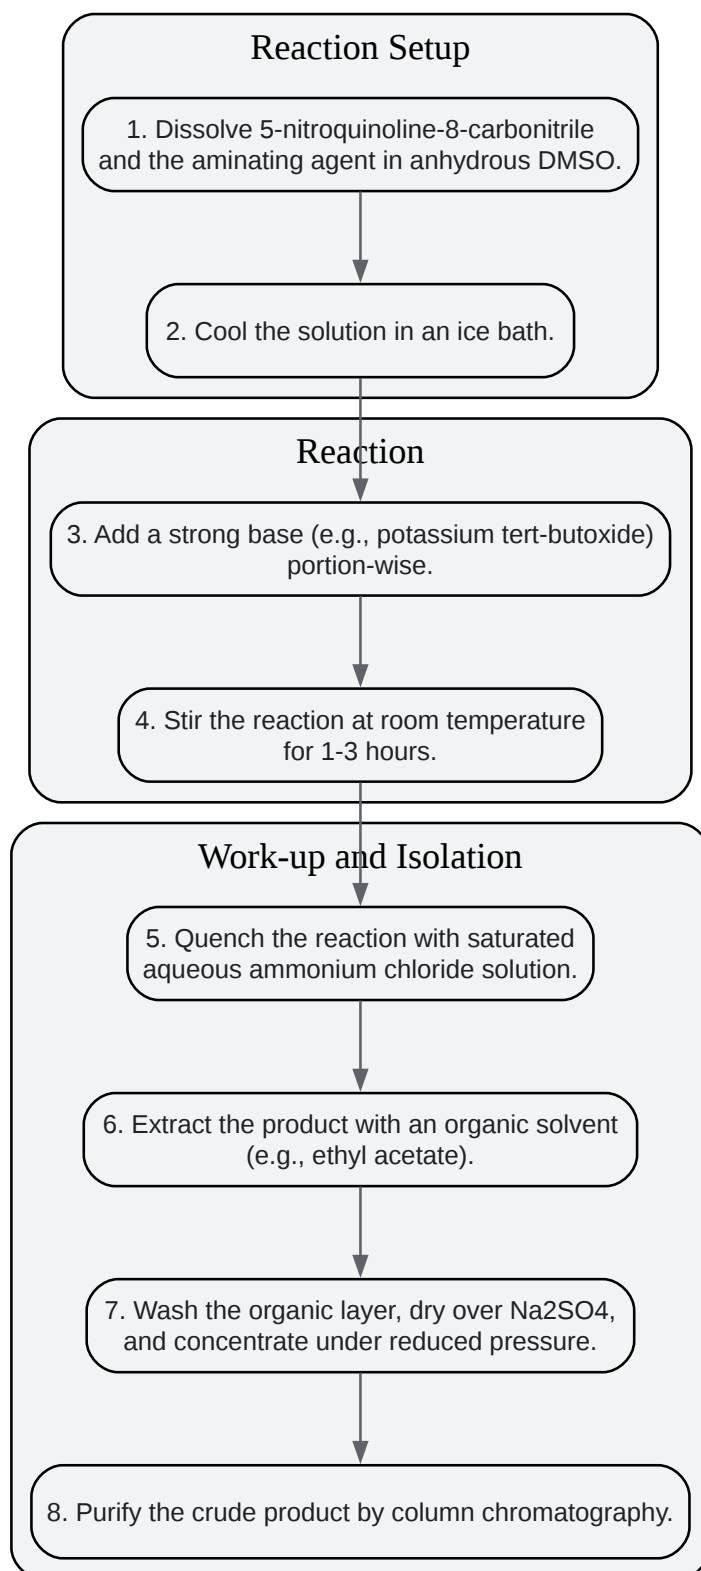 Reaction Setup
1. Dissolve 5-nitroquinoline-8-carbonitrile
and the aminating agent in anhydrous DMSO.
2. Cool the solution in an ice bath.
Reaction
3. Add a strong base (e.g., potassium tert-butoxide)
portion-wise.
4. Stir the reaction at room temperature
for 1-3 hours.
Work-up and Isolation
5. Quench the reaction with saturated
aqueous ammonium chloride solution.
6. Extract the product with an organic solvent
(e.g., ethyl acetate).
7. Wash the organic layer, dry over Na2SO4,
and concentrate under reduced pressure.
8. Purify the crude product by column chromatography.